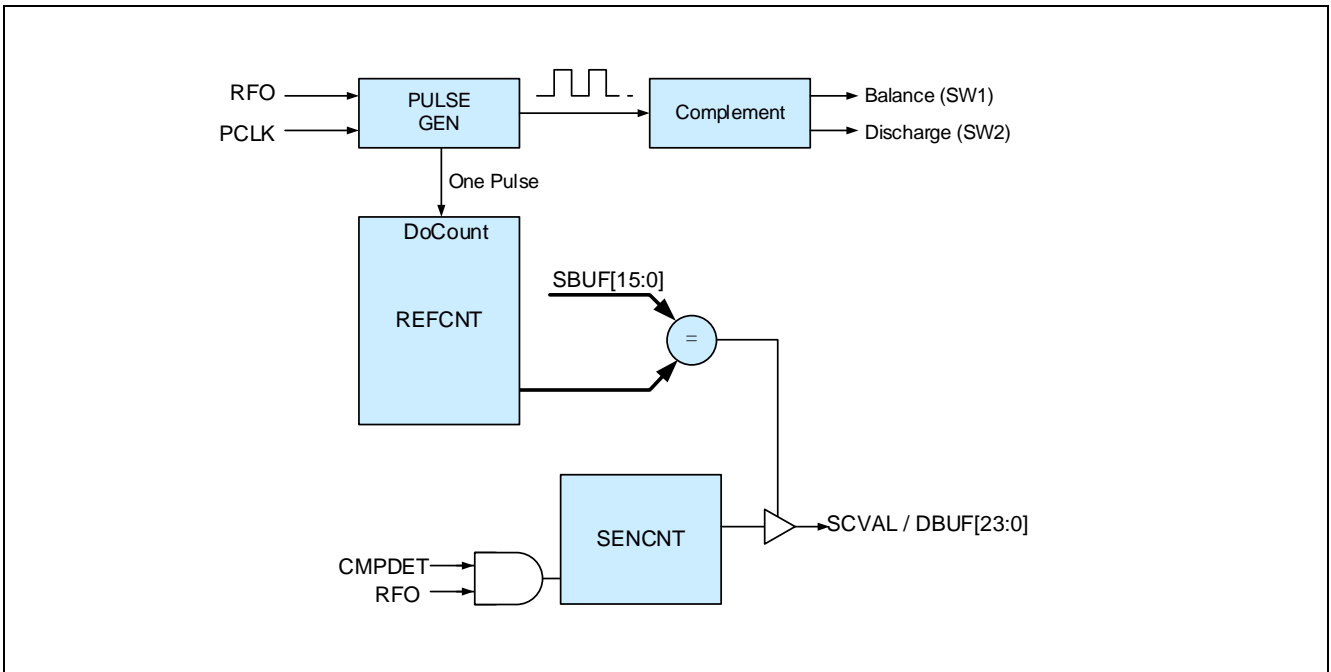 RFO
PCLK
PULSE
GEN
Complement
Balance (SW1)
Discharge (SW2)
One Pulse
DoCount
REFCNT
SBUF[15:0]
=
SENCNT
CMPDET
RFO
SCVAL / DBUF[23:0]